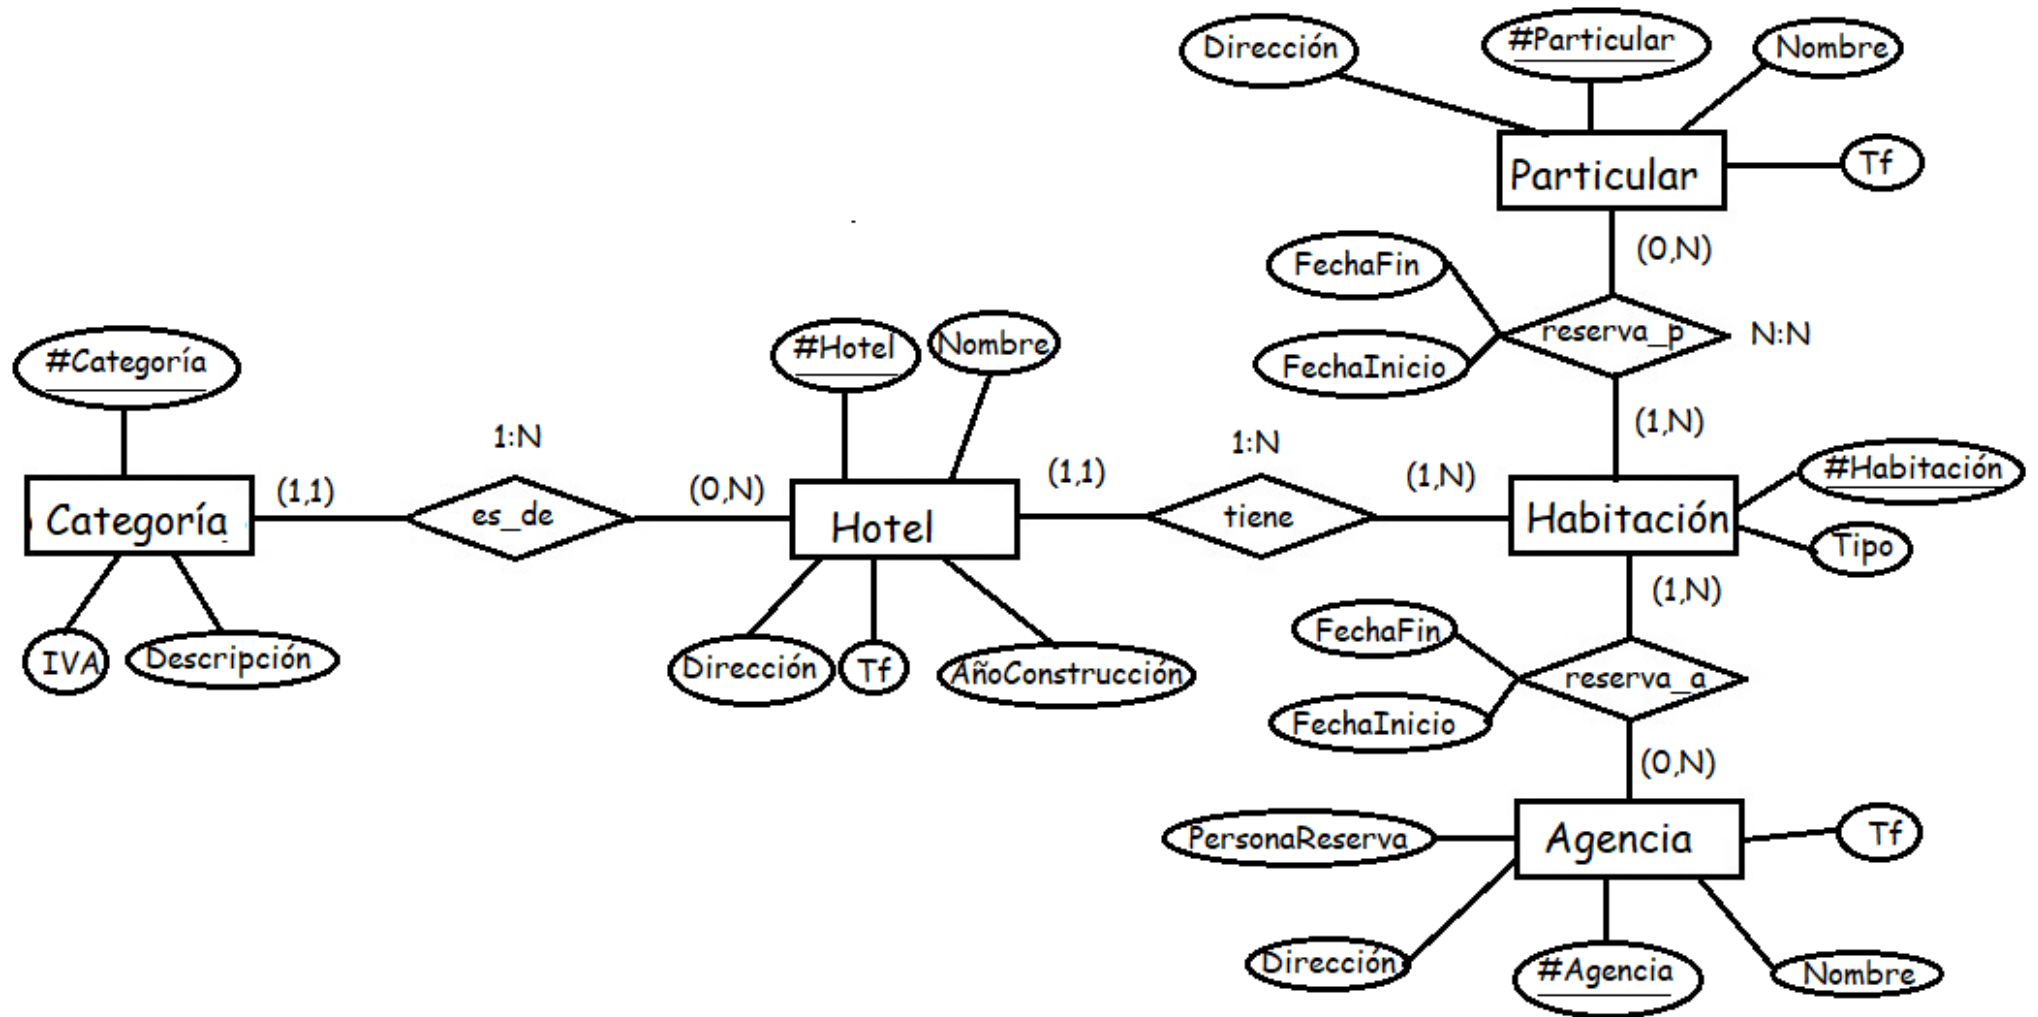 Dirección
#Particular
Nombre
Particular
Tf
(0,N)
FechaFin
reserva_p
N:N
FechaInicio
(1,N)
#Categoría
1:N
Categoría
(1,1)
es_de
(0,N)
IVA
Descripción
#Hotel
Nombre
Hotel
Dirección
Tf
AñoConstrucción
(1,1)
1:N
tiene
(1,N)
Habitación
#Habitación
Tipo
(1,N)
FechaFin
reserva_a
FechaInicio
(0,N)
PersonaReserva
Agencia
Tf
Dirección
#Agencia
Nombre